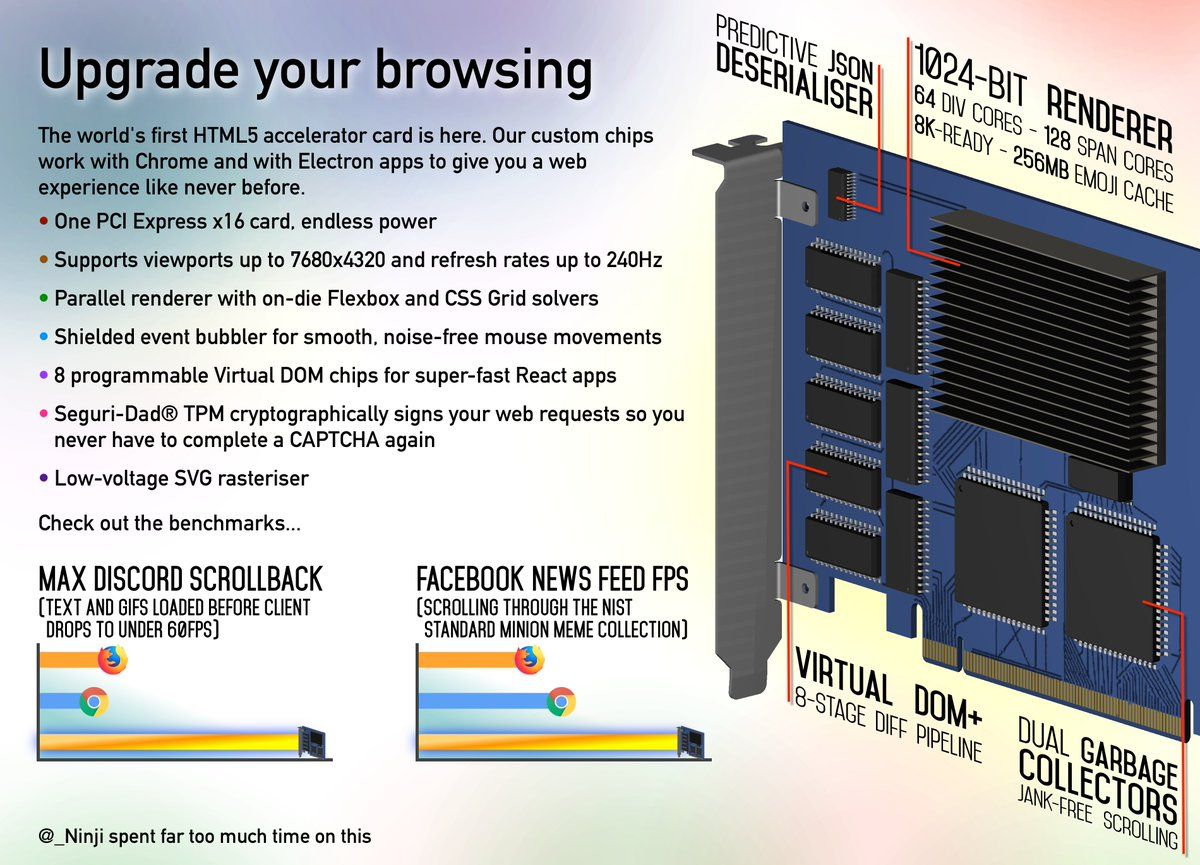 Upgrade your browsing
The world's first HTML5 accelerator card is here. Our custom chips
work with Chrome and with Electron apps to give you a web
experience like never before.
• One PCI Express x16 card, endless power
• Supports viewports up to 7680x4320 and refresh rates up to 240Hz
• Parallel renderer with on-die Flexbox and CSS Grid solvers
• Shielded event bubbler for smooth, noise-free mouse movements
• 8 programmable Virtual DOM chips for super-fast React apps
• Seguri-Dad® TPM cryptographically signs your web requests so you
never have to complete a CAPTCHA again
• Low-voltage SVG rasteriser
Check out the benchmarks...
MAX DISCORD SCROLLBACK
(TEXT AND GIFS LOADED BEFORE CLIENT
DROPS TO UNDER 60FPS)
FACEBOOK NEWS FEED FPS
(SCROLLING THROUGH THE NIST
STANDARD MINION MEME COLLECTION)
@_Ninji spent far too much time on this
PREDICTIVE JSON
DESERIALISER
1024-BIT RENDERER
64 DIV CORES - 128 SPAN CORES
8K-READY - 256MB EMOJI CACHE
VIRTUAL DOM+
8-STAGE DIFF PIPELINE
DUAL GARBAGE
COLLECTORS
JANK-FREE SCROLLING